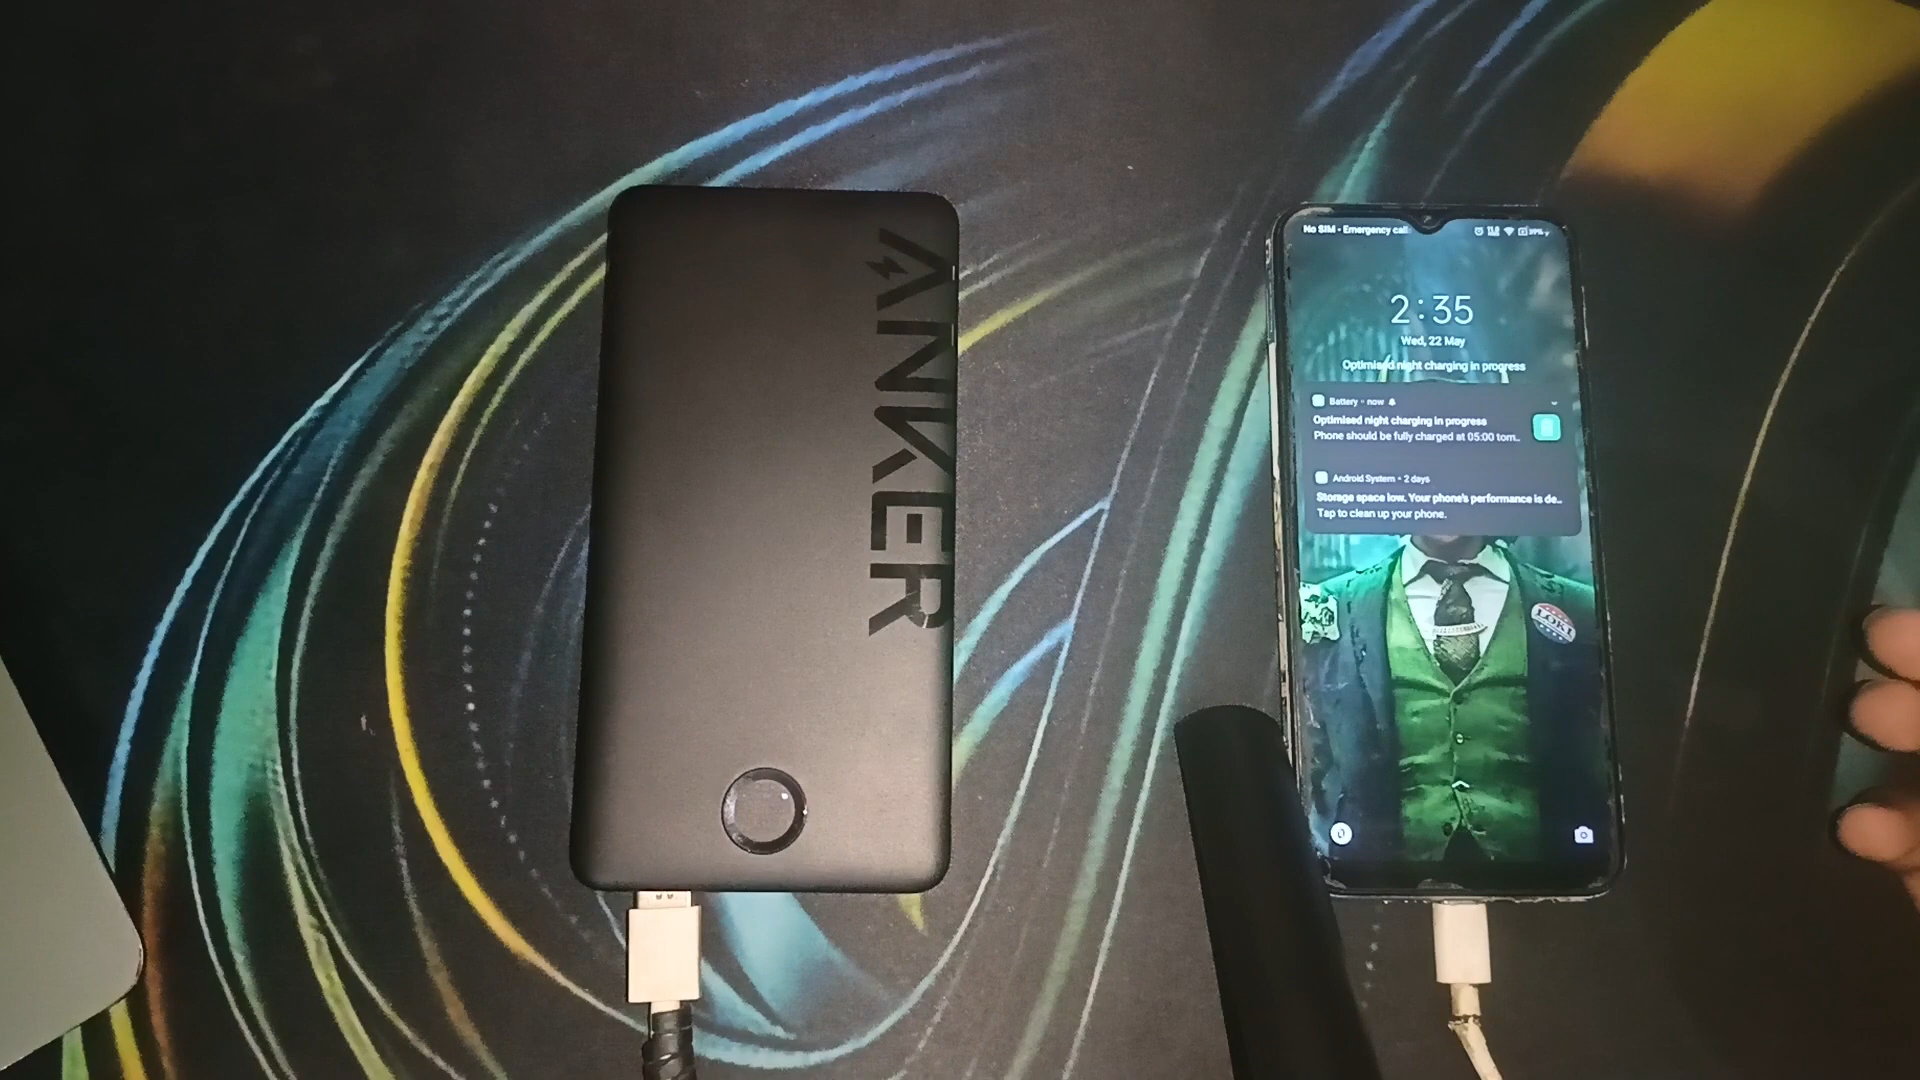 ANKER
No SIM - Emergency call
2:35
Wed, 22 May
Optimised night charging in progress
Battery • now
Optimised night charging in progress
Phone should be fully charged at 05:00 tom..
Android System • 2 days
Storage space low. Your phone's performance is de..
Tap to clean up your phone.
LOKI